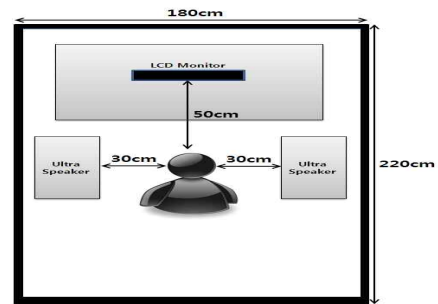 180cm
LCD Monitor
50cm
30cm
30cm
Ultra
Speaker
Ultra
Speaker
220cm